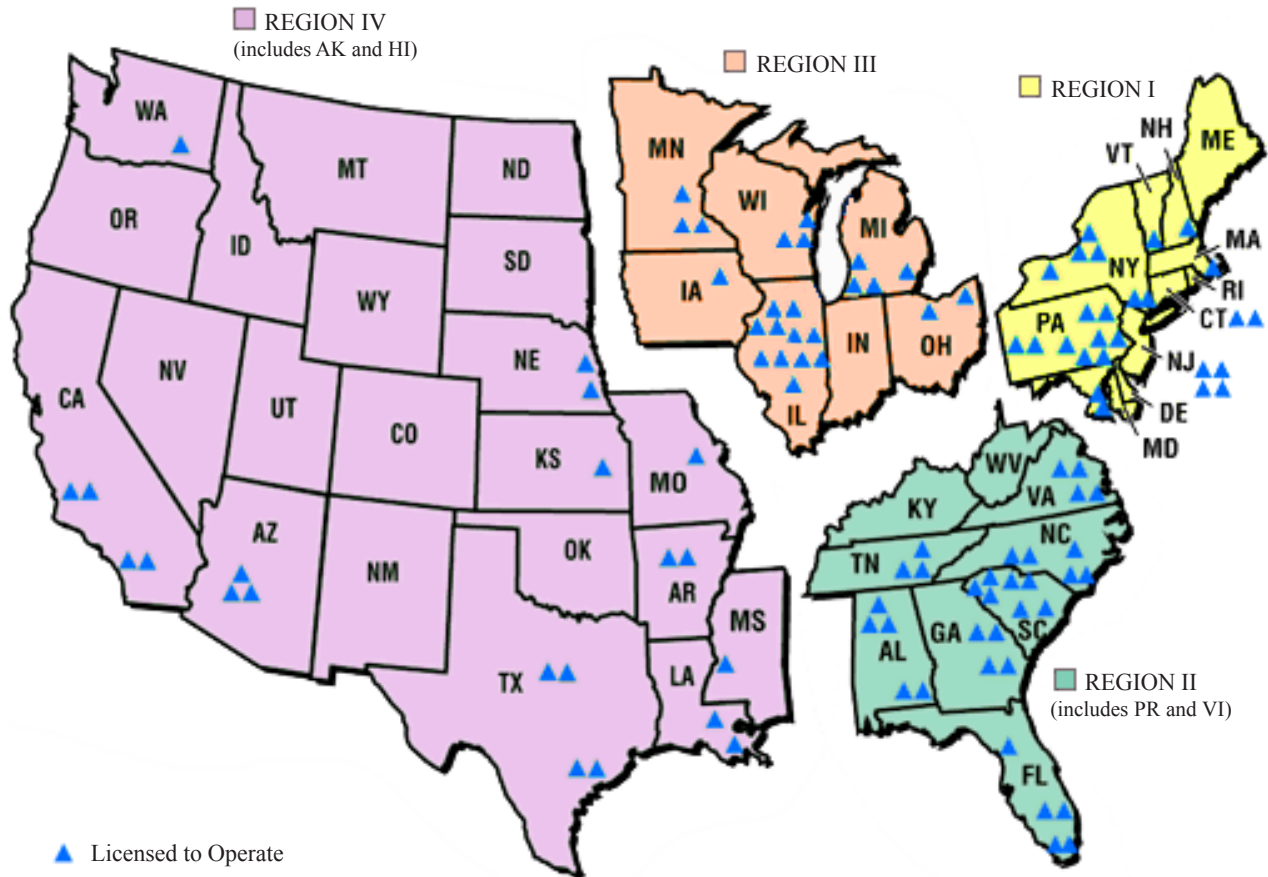 REGION IV
(includes AK and HI)
REGION III
REGION I
WA
MT
ND
MN
VT
NH
ME
OR
ID
SD
WI
MI
NY
MA
WY
IA
RI
CT
NE
PA
NV
CA
UT
CO
IL
IN
OH
NJ
DE
MD
KS
MO
WV
VA
KY
AZ
NM
OK
AR
TN
NC
MS
AL
GA
SC
TX
LA
REGION II
(includes PR and VI)
FL
Licensed to Operate